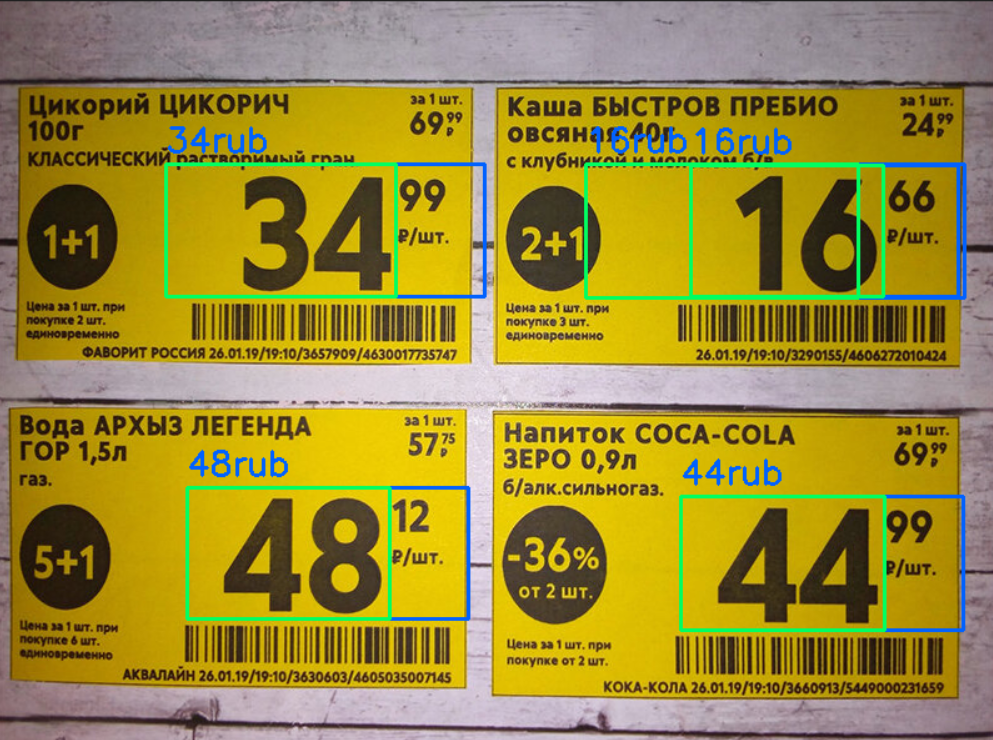 Цикорий ЦИКОРИЧ
100г
КЛАССИЧЕСКИЙ растворимый гран
за 1 шт.
69 99 ₽
34rub
34 99
₽/шт.
1+1
Цена за 1 шт. при
покупке 2 шт.
единовременно
ФАВОРИТ РОССИЯ 26.01.19/19:10/3657909/4630017735747
Каша БЫСТРОВ ПРЕБИО
овсяная 40г
с клубникой и молоком б/в
за 1 шт.
24 99 ₽
16rub 16rub
16 66
₽/шт.
2+1
Цена за 1 шт. при
покупке 3 шт.
единовременно
26.01.19/19:10/3290155/4606272010424
Вода АРХЫЗ ЛЕГЕНДА
ГОР 1,5л
газ.
за 1 шт.
57 75 ₽
48rub
48 12
₽/шт.
5+1
Цена за 1 шт. при
покупке 6 шт.
единовременно
АКВАЛАЙН 26.01.19/19:10/3630603/4605035007145
Напиток COCA-COLA
ЗЕРО 0,9л
б/алк.сильногаз.
за 1 шт.
69 99 ₽
44rub
44 99
₽/шт.
-36%
от 2 шт.
Цена за 1 шт. при
покупке от 2 шт.
КОКА-КОЛА 26.01.19/19:10/3660913/5449000231659